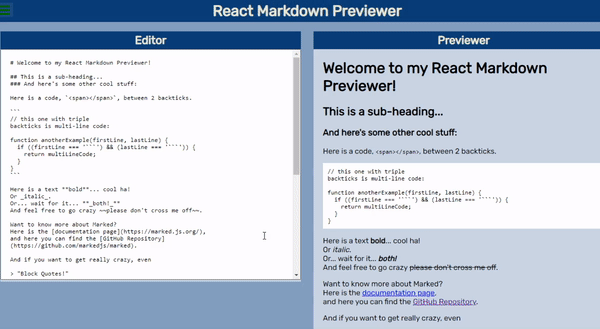 React Markdown Previewer
Editor
# Welcome to my React Markdown Previewer!
## This is a sub-heading...
### And here's some other cool stuff:
Here is a code, `<span></span>`, between 2 backticks.
```
// this one with triple
backticks is multi-line code:
function anotherExample(firstLine, lastLine) {
if ((firstLine === '```') && (lastLine === '```')) {
return multiLineCode;
}
}
```
Here is a text **bold**... cool ha!
Or _italic_.
Or... wait for it... **_both!_**
And feel free to go crazy ~~please don't cross me off~~.
Want to know more about Marked?
Here is the [documentation page](https://marked.js.org/),
and here you can find the [GitHub Repository]
(https://github.com/markedjs/marked).
And if you want to get really crazy, even
> "Block Quotes!"
Previewer
Welcome to my React Markdown
Previewer!
This is a sub-heading...
And here's some other cool stuff:
Here is a code, <span></span>, between 2 backticks.
// this one with triple
backticks is multi-line code:
function anotherExample(firstLine, lastLine) {
if ((firstLine === '```') && (lastLine === '```')) {
return multiLineCode;
}
}
Here is a text bold... cool ha!
Or italic.
Or... wait for it... both!
And feel free to go crazy please don't cross me off.
Want to know more about Marked?
Here is the documentation page,
and here you can find the GitHub Repository.
And if you want to get really crazy, even